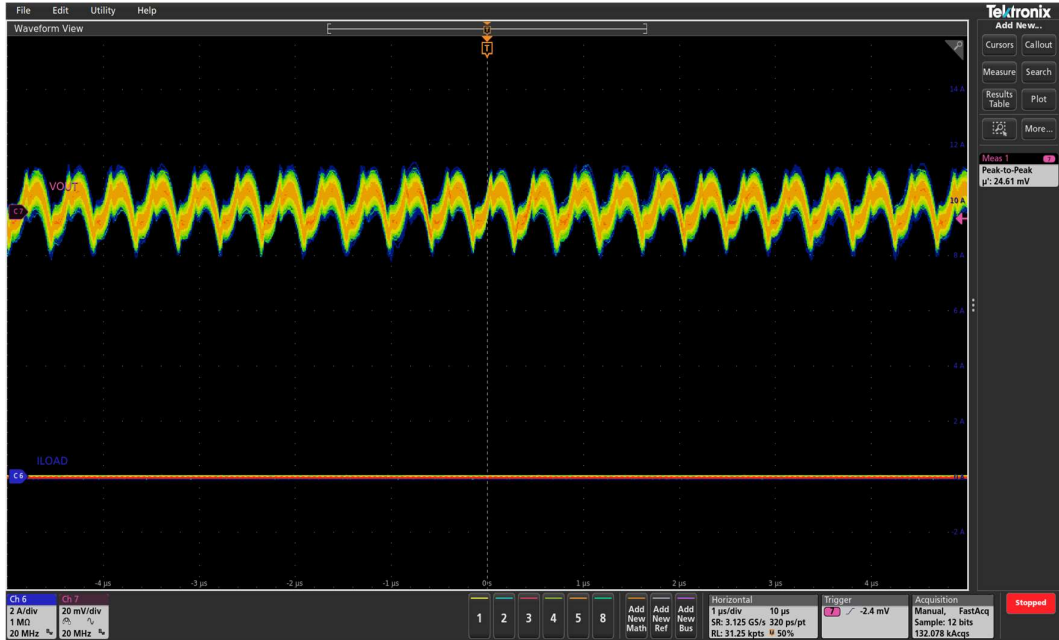 File Edit Utility Help
Tektronix
Waveform View
Add New...
U
T
Cursors Callout
Measure Search
Results Table Plot
More...
Meas 1 7
Peak-to-Peak
µ': 24.61 mV
14 A
12 A
VOUT
C 7
10 A
8 A
6 A
4 A
2 A
ILOAD
C 6
0 A
-2 A
-4 µs -3 µs -2 µs -1 µs 0 s 1 µs 2 µs 3 µs 4 µs
Ch 6
2 A/div
1 MΩ
20 MHz
Ch 7
20 mV/div
20 MHz
1 2 3 4 5 8
Add New Math
Add New Ref
Add New Bus
Horizontal
1 µs/div 10 µs
SR: 3.125 GS/s 320 ps/pt
RL: 31.25 kpts 50%
Trigger
7 -2.4 mV
Acquisition
Manual, FastAcq
Sample: 12 bits
132.078 kAcqs
Stopped